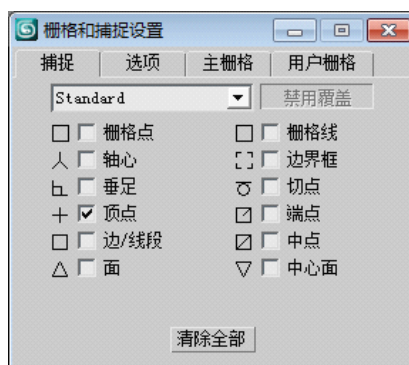 栅格和捕捉设置
捕捉 选项 主栅格 用户栅格
Standard 禁用覆盖
栅格点 栅格线
轴心 边界框
垂足 切点
顶点 端点
边/线段 中点
面 中心面
清除全部